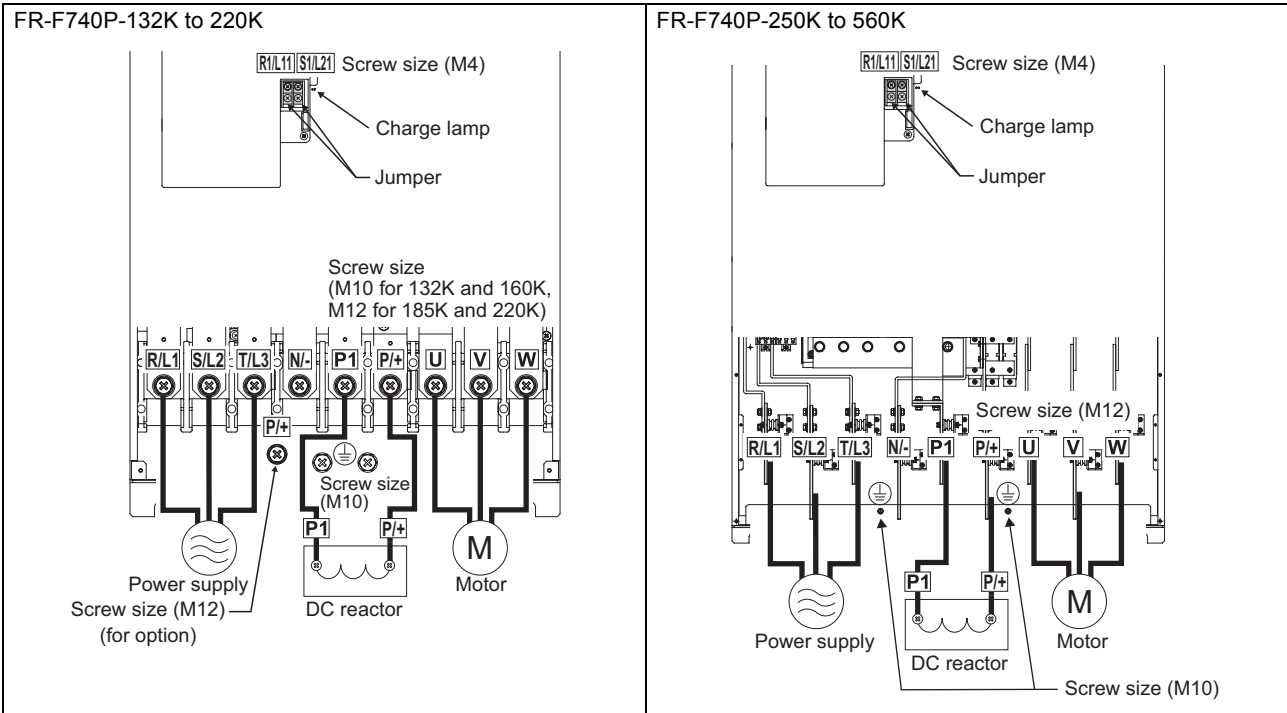 FR-F740P-132K to 220K
R1/L11 S1/L21 Screw size (M4)
Charge lamp
Jumper
Screw size
(M10 for 132K and 160K,
M12 for 185K and 220K)
R/L1 S/L2 T/L3 N/- P1 P/+ U V W
P/+
Screw size
(M10)
P1 P/+
M
Power supply
Motor
Screw size (M12)
(for option)
DC reactor
FR-F740P-250K to 560K
R1/L11 S1/L21 Screw size (M4)
Charge lamp
Jumper
Screw size (M12)
R/L1 S/L2 T/L3 N/- P1 P/+ U V W
P1 P/+
M
Power supply
Motor
DC reactor
Screw size (M10)